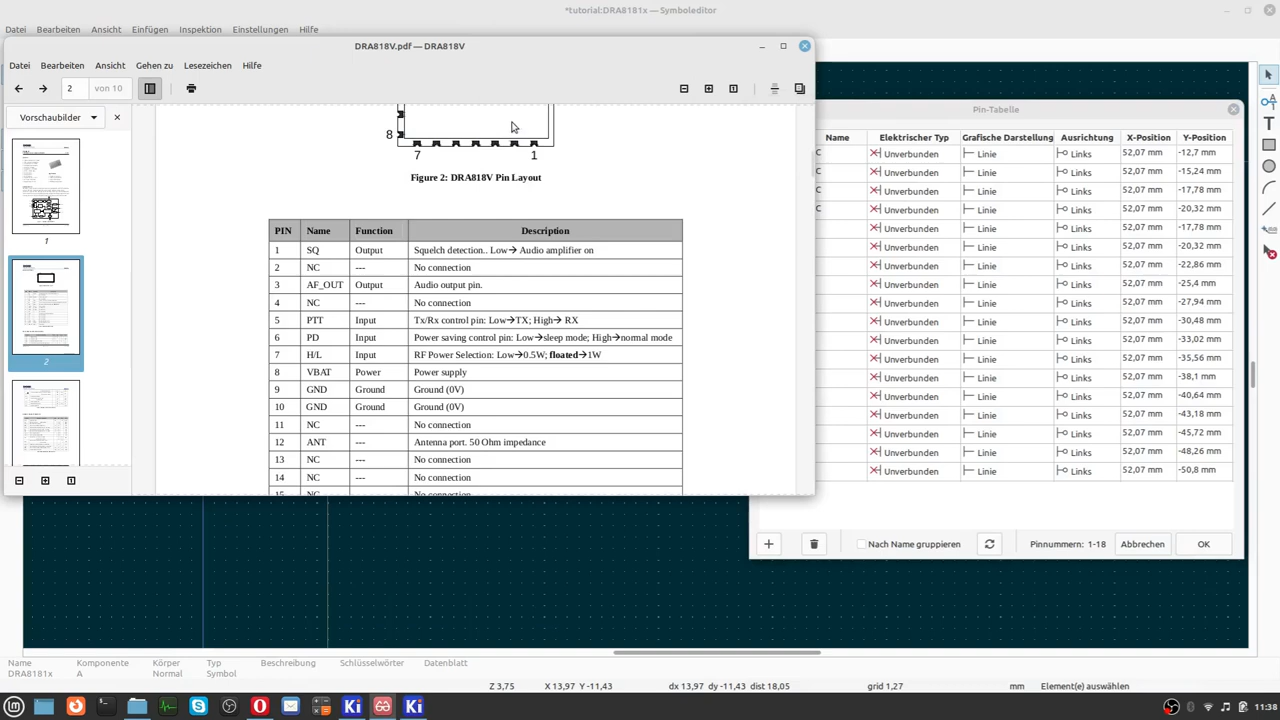 *tutorial:DRA8181x — Symboleditor
Datei Bearbeiten Ansicht Einfügen Inspektion Einstellungen Hilfe
DRA818V.pdf — DRA818V
Datei Bearbeiten Ansicht Gehen zu Lesezeichen Hilfe
2 von 10
Vorschaubilder
1
2
8
7 1
Figure 2: DRA818V Pin Layout
PIN Name Function Description
1 SQ Output Squelch detection.. Low→ Audio amplifier on
2 NC --- No connection
3 AF_OUT Output Audio output pin.
4 NC --- No connection
5 PTT Input Tx/Rx control pin: Low→TX; High→ RX
6 PD Input Power saving control pin: Low→sleep mode; High→normal mode
7 H/L Input RF Power Selection: Low→0.5W; floated→1W
8 VBAT Power Power supply
9 GND Ground Ground (0V)
10 GND Ground Ground (0V)
11 NC --- No connection
12 ANT --- Antenna port. 50 Ohm impedance
13 NC --- No connection
14 NC --- No connection
15 NC --- No connection
Pin-Tabelle
Name Elektrischer Typ Grafische Darstellung Ausrichtung X-Position Y-Position
C Unverbunden Linie Links 52,07 mm -12,7 mm
C Unverbunden Linie Links 52,07 mm -15,24 mm
C Unverbunden Linie Links 52,07 mm -17,78 mm
C Unverbunden Linie Links 52,07 mm -20,32 mm
Unverbunden Linie Links 52,07 mm -17,78 mm
Unverbunden Linie Links 52,07 mm -20,32 mm
Unverbunden Linie Links 52,07 mm -22,86 mm
Unverbunden Linie Links 52,07 mm -25,4 mm
Unverbunden Linie Links 52,07 mm -27,94 mm
Unverbunden Linie Links 52,07 mm -30,48 mm
Unverbunden Linie Links 52,07 mm -33,02 mm
Unverbunden Linie Links 52,07 mm -35,56 mm
Unverbunden Linie Links 52,07 mm -38,1 mm
Unverbunden Linie Links 52,07 mm -40,64 mm
Unverbunden Linie Links 52,07 mm -43,18 mm
Unverbunden Linie Links 52,07 mm -45,72 mm
Unverbunden Linie Links 52,07 mm -48,26 mm
Unverbunden Linie Links 52,07 mm -50,8 mm
Nach Name gruppieren Pinnummern: 1-18 Abbrechen OK
Name Komponente Körper Typ Beschreibung Schlüsselwörter Datenblatt
DRA8181x A Normal Symbol
Z 3,75 X 13,97 Y -11,43 dx 13,97 dy -11,43 dist 18,05 grid 1,27 mm Element(e) auswählen
Ki Ki 11:38